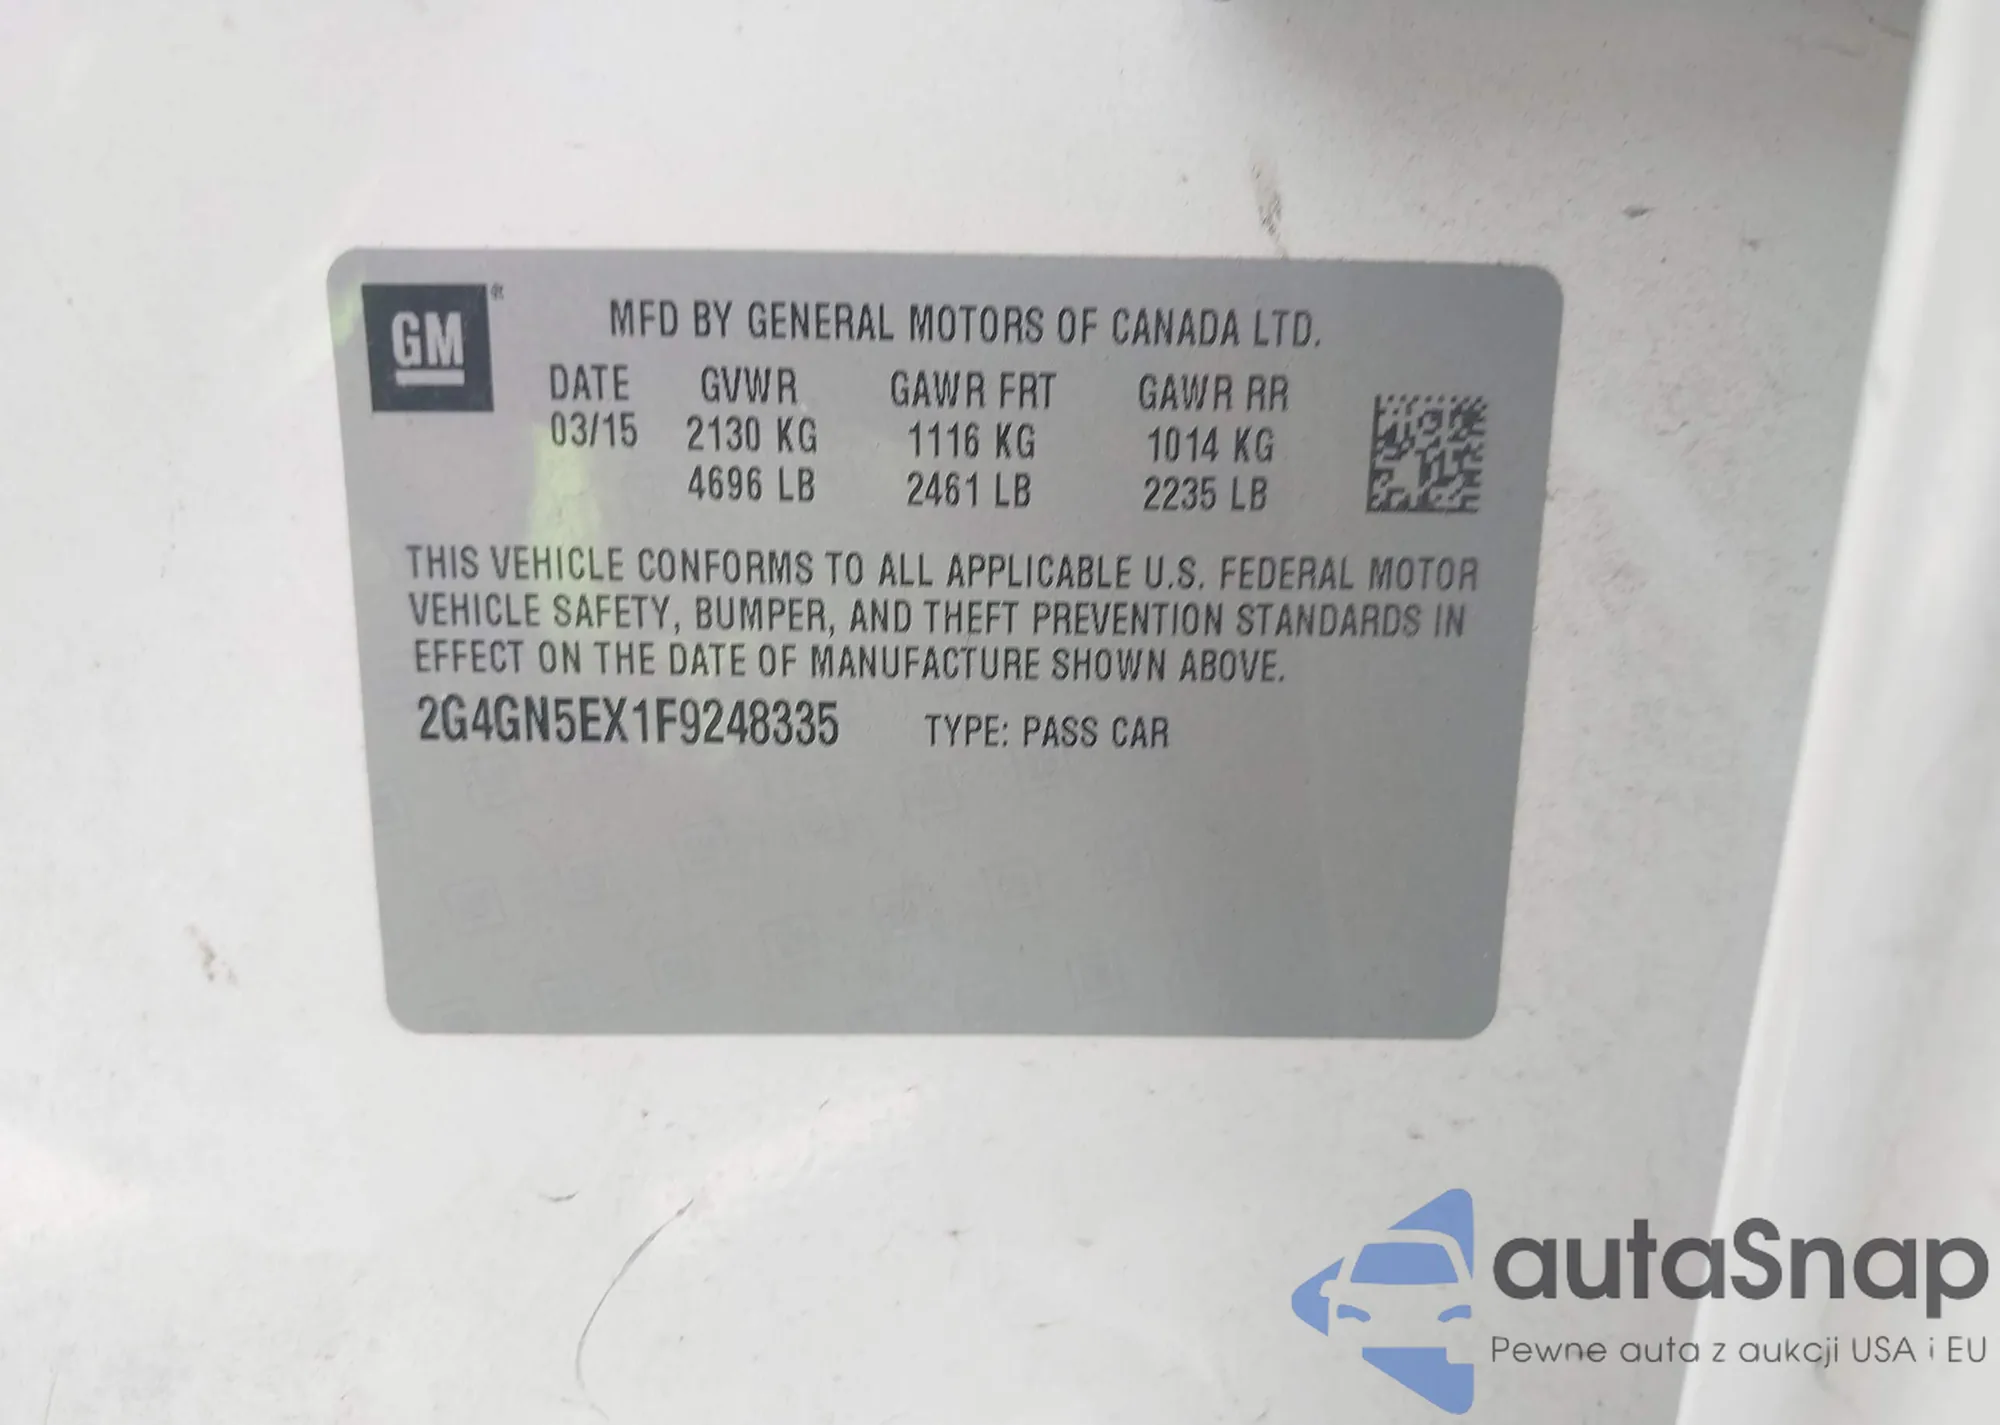 GM®
MFD BY GENERAL MOTORS OF CANADA LTD.
DATE GVWR GAWR FRT GAWR RR
03/15 2130 KG 1116 KG 1014 KG
4696 LB 2461 LB 2235 LB
THIS VEHICLE CONFORMS TO ALL APPLICABLE U.S. FEDERAL MOTOR
VEHICLE SAFETY, BUMPER, AND THEFT PREVENTION STANDARDS IN
EFFECT ON THE DATE OF MANUFACTURE SHOWN ABOVE.
2G4GN5EX1F9248335 TYPE: PASS CAR
autaSnap
Pewne auta z aukcji USA i EU